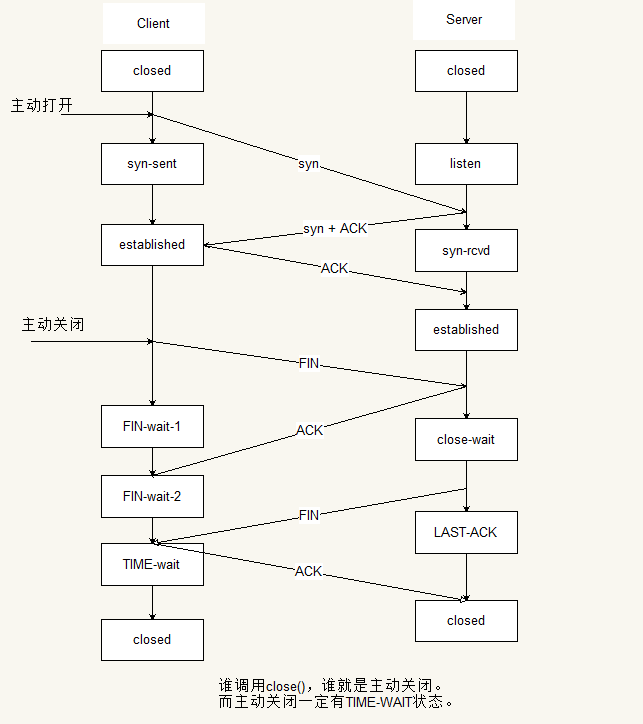 Client
Server
closed
closed
主动打开
syn-sent
syn
listen
syn + ACK
established
syn-rcvd
ACK
established
主动关闭
FIN
FIN-wait-1
ACK
close-wait
FIN-wait-2
FIN
LAST-ACK
TIME-wait
ACK
closed
closed
谁调用close()，谁就是主动关闭。
而主动关闭一定有TIME-WAIT状态。